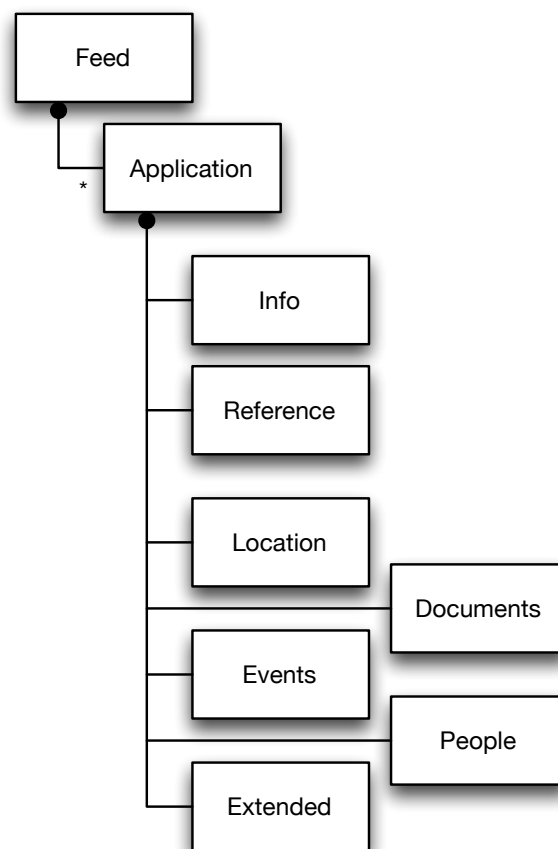 Feed
Application
*
Info
Reference
Location
Documents
Events
People
Extended